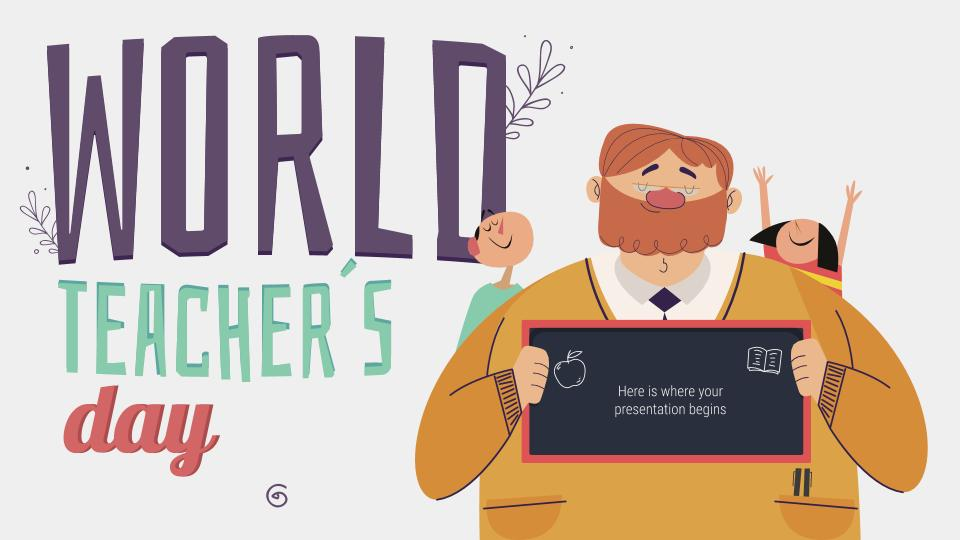 WORLD
TEACHER'S
day
Here is where your
presentation begins